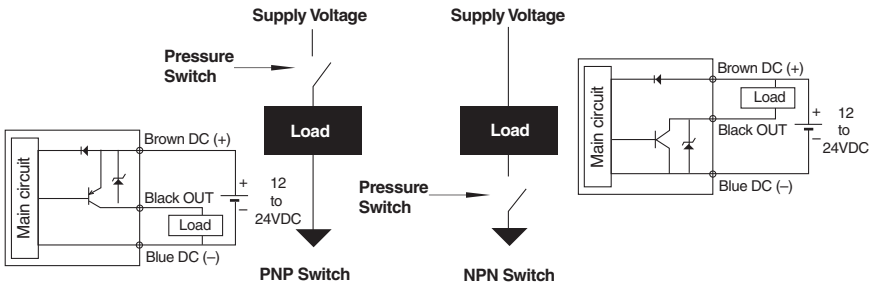 Supply Voltage
Pressure
Switch
Load
PNP Switch
Main circuit
Brown DC (+)
Black OUT
Load
Blue DC (–)
+
–
12
to
24VDC
Supply Voltage
Load
Pressure
Switch
NPN Switch
Main circuit
Brown DC (+)
Load
Black OUT
Blue DC (–)
+
–
12
to
24VDC